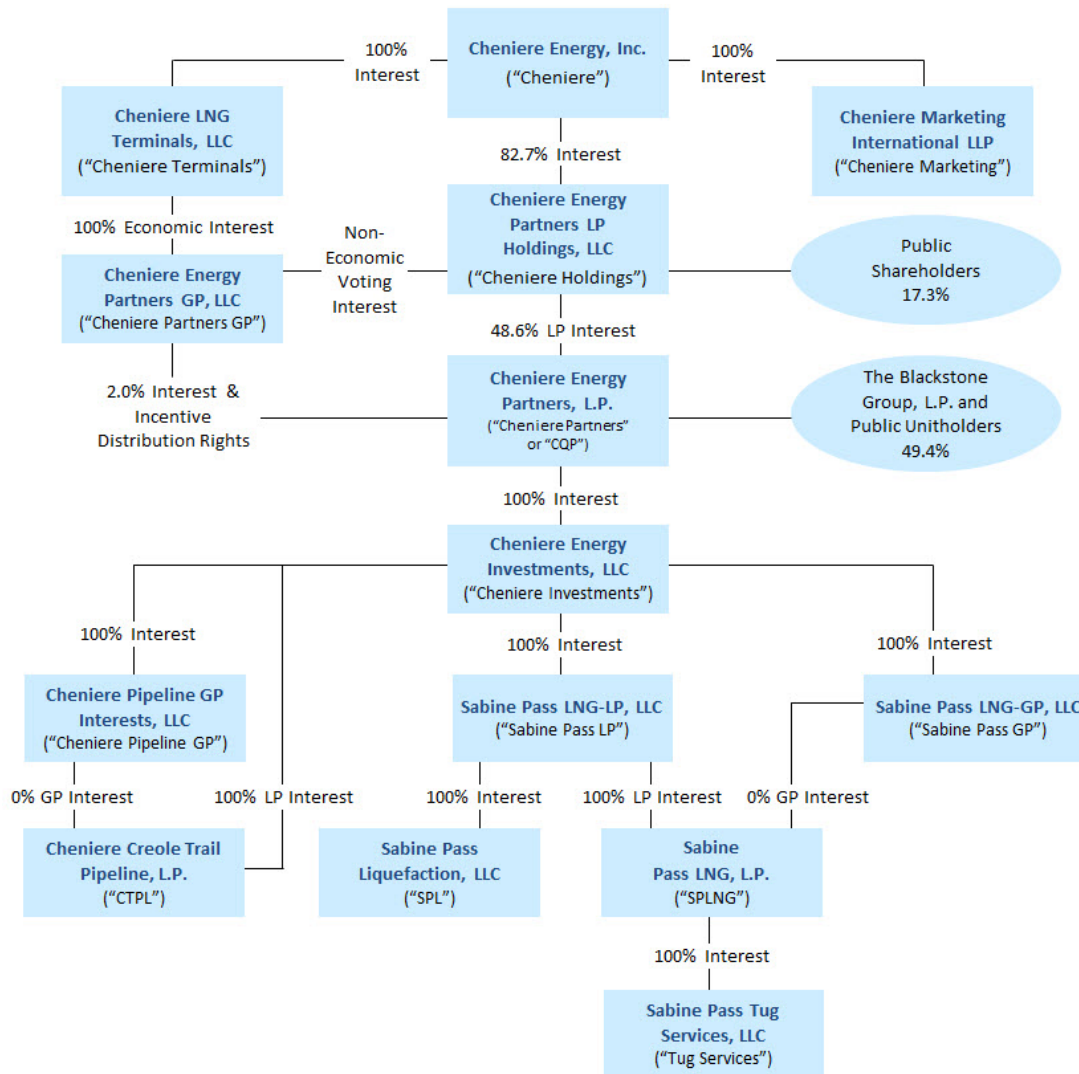 100%
Interest
Cheniere Energy, Inc.
(“Cheniere”)
100%
Interest
Cheniere LNG
Terminals, LLC
(“Cheniere Terminals”)
Cheniere Marketing
International LLP
(“Cheniere Marketing”)
82.7% Interest
100% Economic Interest
Non-
Economic
Voting
Interest
Cheniere Energy
Partners LP
Holdings, LLC
(“Cheniere Holdings”)
Public
Shareholders
17.3%
Cheniere Energy
Partners GP, LLC
(“Cheniere Partners GP”)
48.6% LP Interest
2.0% Interest &
Incentive
Distribution Rights
Cheniere Energy
Partners, L.P.
(“Cheniere Partners”
or “CQP”)
The Blackstone
Group, L.P. and
Public Unitholders
49.4%
100% Interest
Cheniere Energy
Investments, LLC
(“Cheniere Investments”)
100% Interest
100% Interest
100% Interest
Cheniere Pipeline GP
Interests, LLC
(“Cheniere Pipeline GP”)
Sabine Pass LNG-LP, LLC
(“Sabine Pass LP”)
Sabine Pass LNG-GP, LLC
(“Sabine Pass GP”)
0% GP Interest
100% LP Interest
100% Interest
100% LP Interest
0% GP Interest
Cheniere Creole Trail
Pipeline, L.P.
(“CTPL”)
Sabine Pass
Liquefaction, LLC
(“SPL”)
Sabine
Pass LNG, L.P.
(“SPLNG”)
100% Interest
Sabine Pass Tug
Services, LLC
(“Tug Services”)